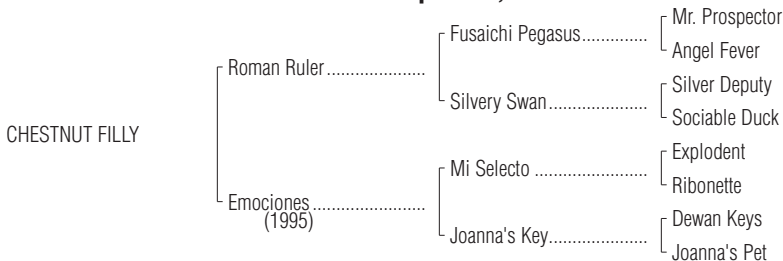 Mr. Prospector
Fusaichi Pegasus..............
Angel Fever
Roman Ruler.....................
Silver Deputy
Silvery Swan.....................
Sociable Duck
CHESTNUT FILLY
Explodent
Mi Selecto ........................
Ribonette
Emociones........................
(1995)
Dewan Keys
Joanna's Key.....................
Joanna's Pet